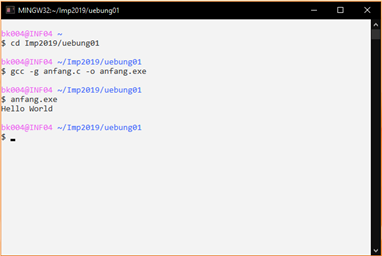 MINGW32:~/Imp2019/uebung01
bk004@INF04 ~
$ cd Imp2019/uebung01
bk004@INF04 ~/Imp2019/uebung01
$ gcc -g anfang.c -o anfang.exe
bk004@INF04 ~/Imp2019/uebung01
$ anfang.exe
Hello World
bk004@INF04 ~/Imp2019/uebung01
$